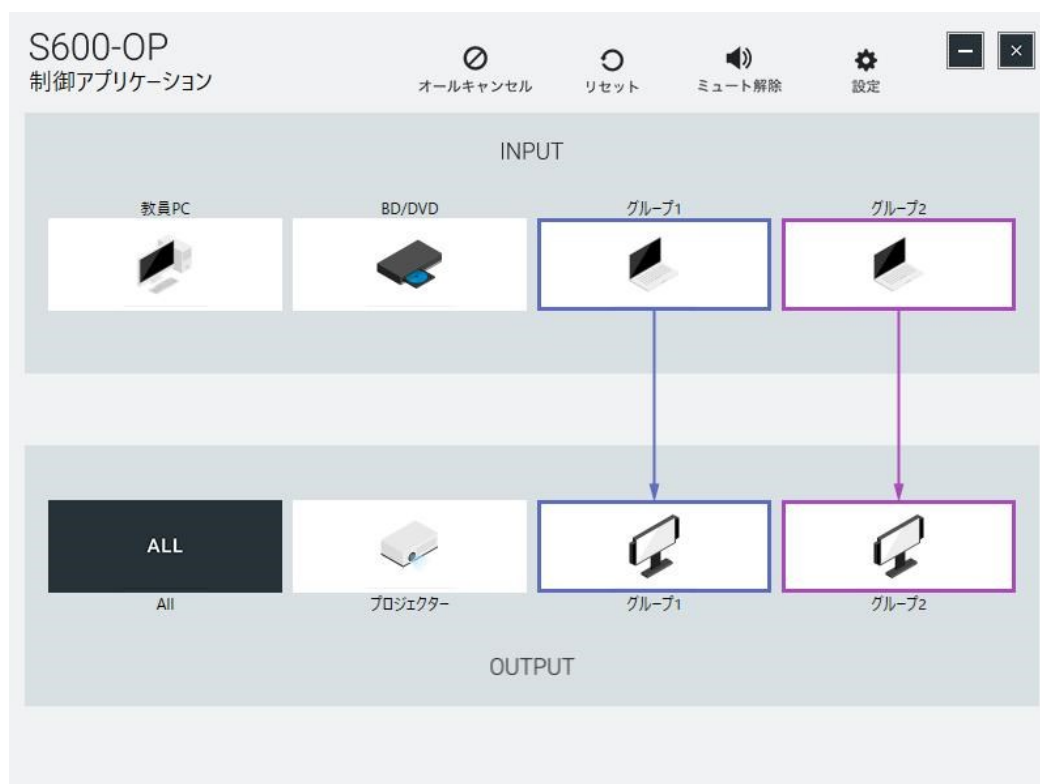 S600-OP
制御アプリケーション
オールキャンセル
リセット
ミュート解除
設定
INPUT
教員PC
BD/DVD
グループ1
グループ2
ALL
All
プロジェクター
グループ1
グループ2
OUTPUT